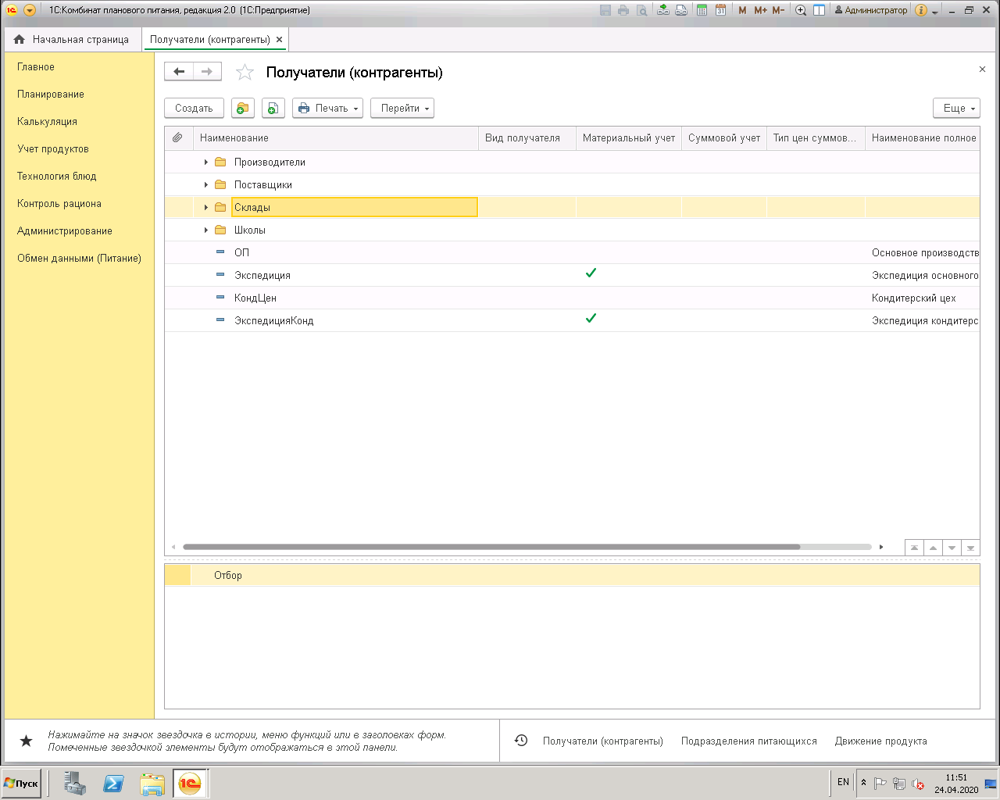 1С:Комбинат планового питания, редакция 2.0 (1С:Предприятие)
M M+ M- Администратор
Начальная страница
Получатели (контрагенты)
Главное
Планирование
Калькуляция
Учет продуктов
Технология блюд
Контроль рациона
Администрирование
Обмен данными (Питание)
Получатели (контрагенты)
Создать Печать Перейти Еще
Наименование Вид получателя Материальный учет Суммовой учет Тип цен суммов... Наименование полное
Производители
Поставщики
Склады
Школы
ОП Основное производств
Экспедиция Экспедиция основного
КондЦен Кондитерский цех
ЭкспедицияКонд Экспедиция кондитерс
Отбор
Нажимайте на значок звездочка в истории, меню функций или в заголовках форм.
Помеченные звездочкой элементы будут отображаться в этой панели.
Получатели (контрагенты) Подразделения питающихся Движение продукта
Пуск
1С
EN
11:51
24.04.2020